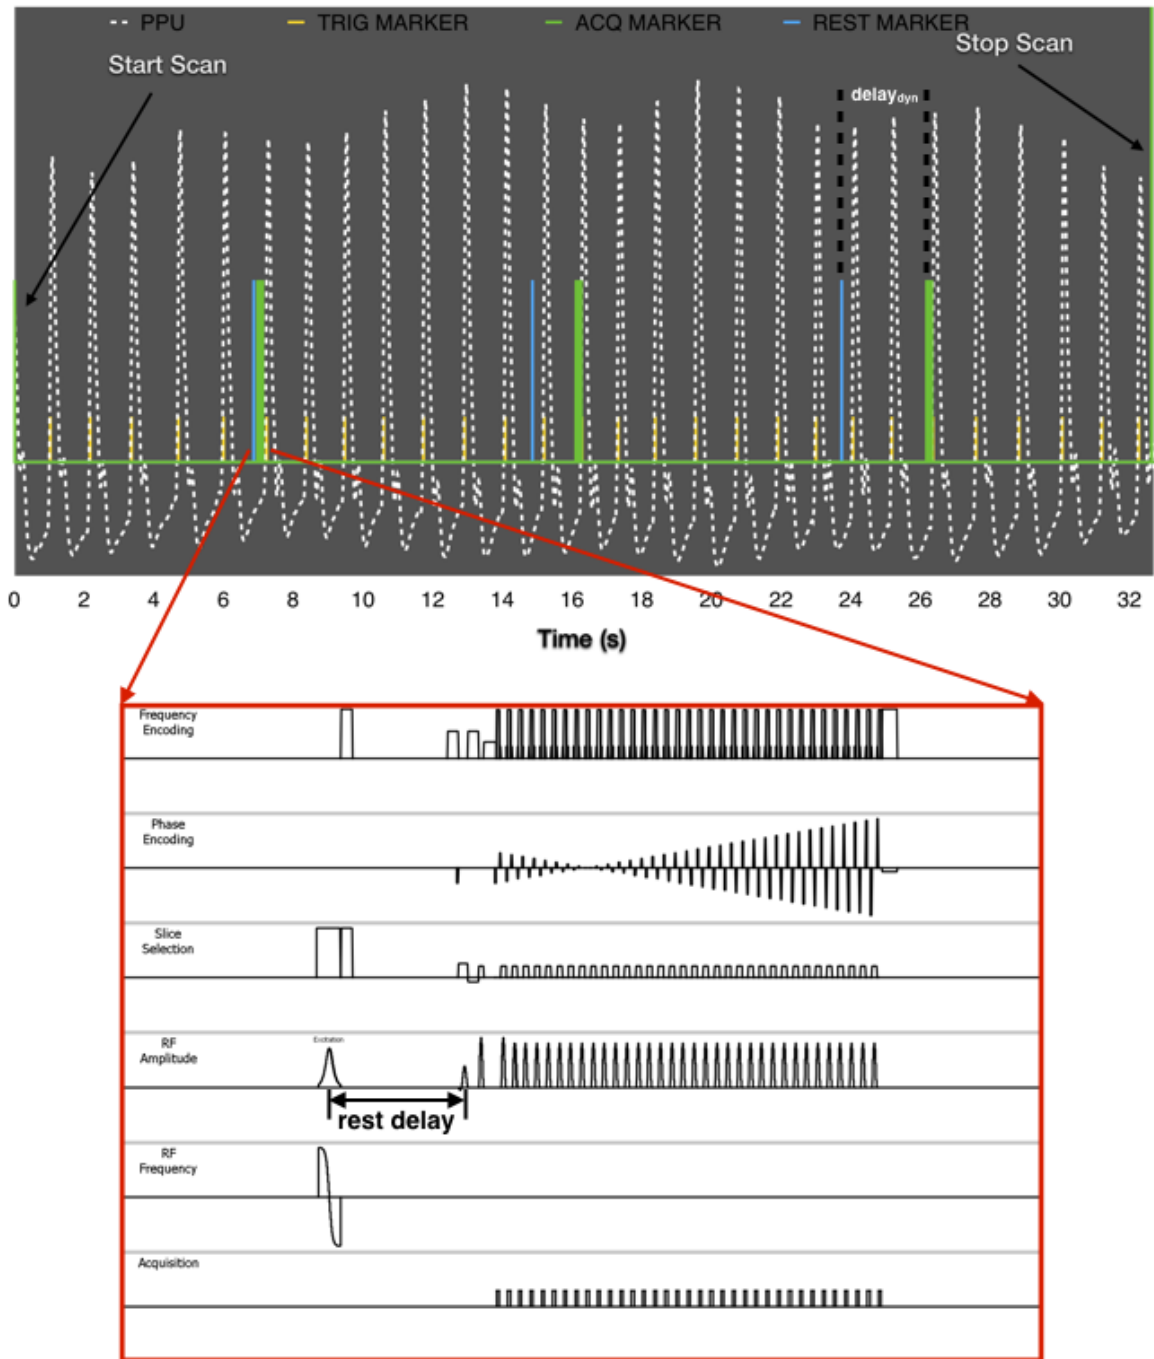 PPU TRIG MARKER ACQ MARKER REST MARKER
Start Scan
Stop Scan
delaydyn
0 2 4 6 8 10 12 14 16 18 20 22 24 26 28 30 32
Time (s)
Frequency
Encoding
Phase
Encoding
Slice
Selection
RF
Amplitude
Excitation
rest delay
RF
Frequency
Acquisition